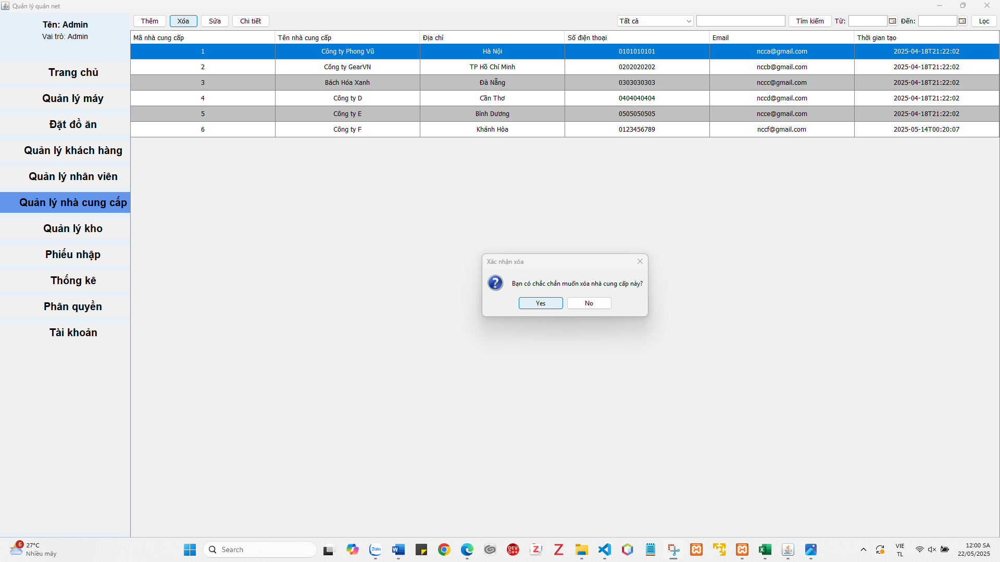 Quản lý quán net
Tên: Admin
Vai trò: Admin
Trang chủ
Quản lý máy
Đặt đồ ăn
Quản lý khách hàng
Quản lý nhân viên
Quản lý nhà cung cấp
Quản lý kho
Phiếu nhập
Thống kê
Phân quyền
Tài khoản
Thêm Xóa Sửa Chi tiết Tất cả Tìm kiếm Từ: Đến: Lọc
Mã nhà cung cấp Tên nhà cung cấp Địa chỉ Số điện thoại Email Thời gian tạo
1 Công ty Phong Vũ Hà Nội 0101010101 ncca@gmail.com 2025-04-18T21:22:02
2 Công ty GearVN TP Hồ Chí Minh 0202020202 nccb@gmail.com 2025-04-18T21:22:02
3 Bách Hóa Xanh Đà Nẵng 0303030303 nccc@gmail.com 2025-04-18T21:22:02
4 Công ty D Cần Thơ 0404040404 nccd@gmail.com 2025-04-18T21:22:02
5 Công ty E Bình Dương 0505050505 ncce@gmail.com 2025-04-18T21:22:02
6 Công ty F Khánh Hòa 0123456789 nccf@gmail.com 2025-05-14T00:20:07
Xác nhận xóa
Bạn có chắc chắn muốn xóa nhà cung cấp này?
Yes No
6
27°C
Nhiều mây
Search
Zalo
DEV C++
VIE
TL
12:00 SA
22/05/2025